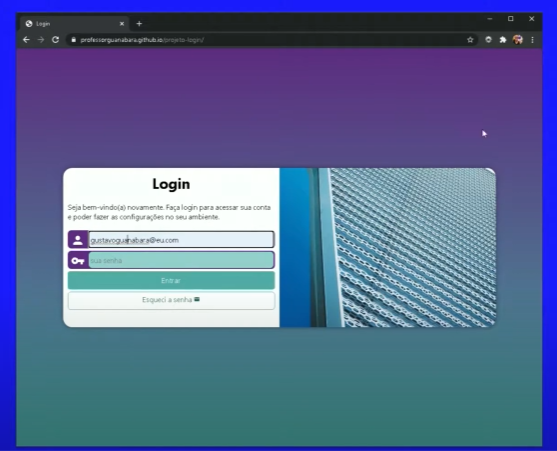 Login
professorguanabara.github.io/projeto-login/
Login
Seja bem-vindo(a) novamente. Faça login para acessar sua conta
e poder fazer as configurações no seu ambiente.
gustavoguanabara@eu.com
sua senha
Entrar
Esqueci a senha